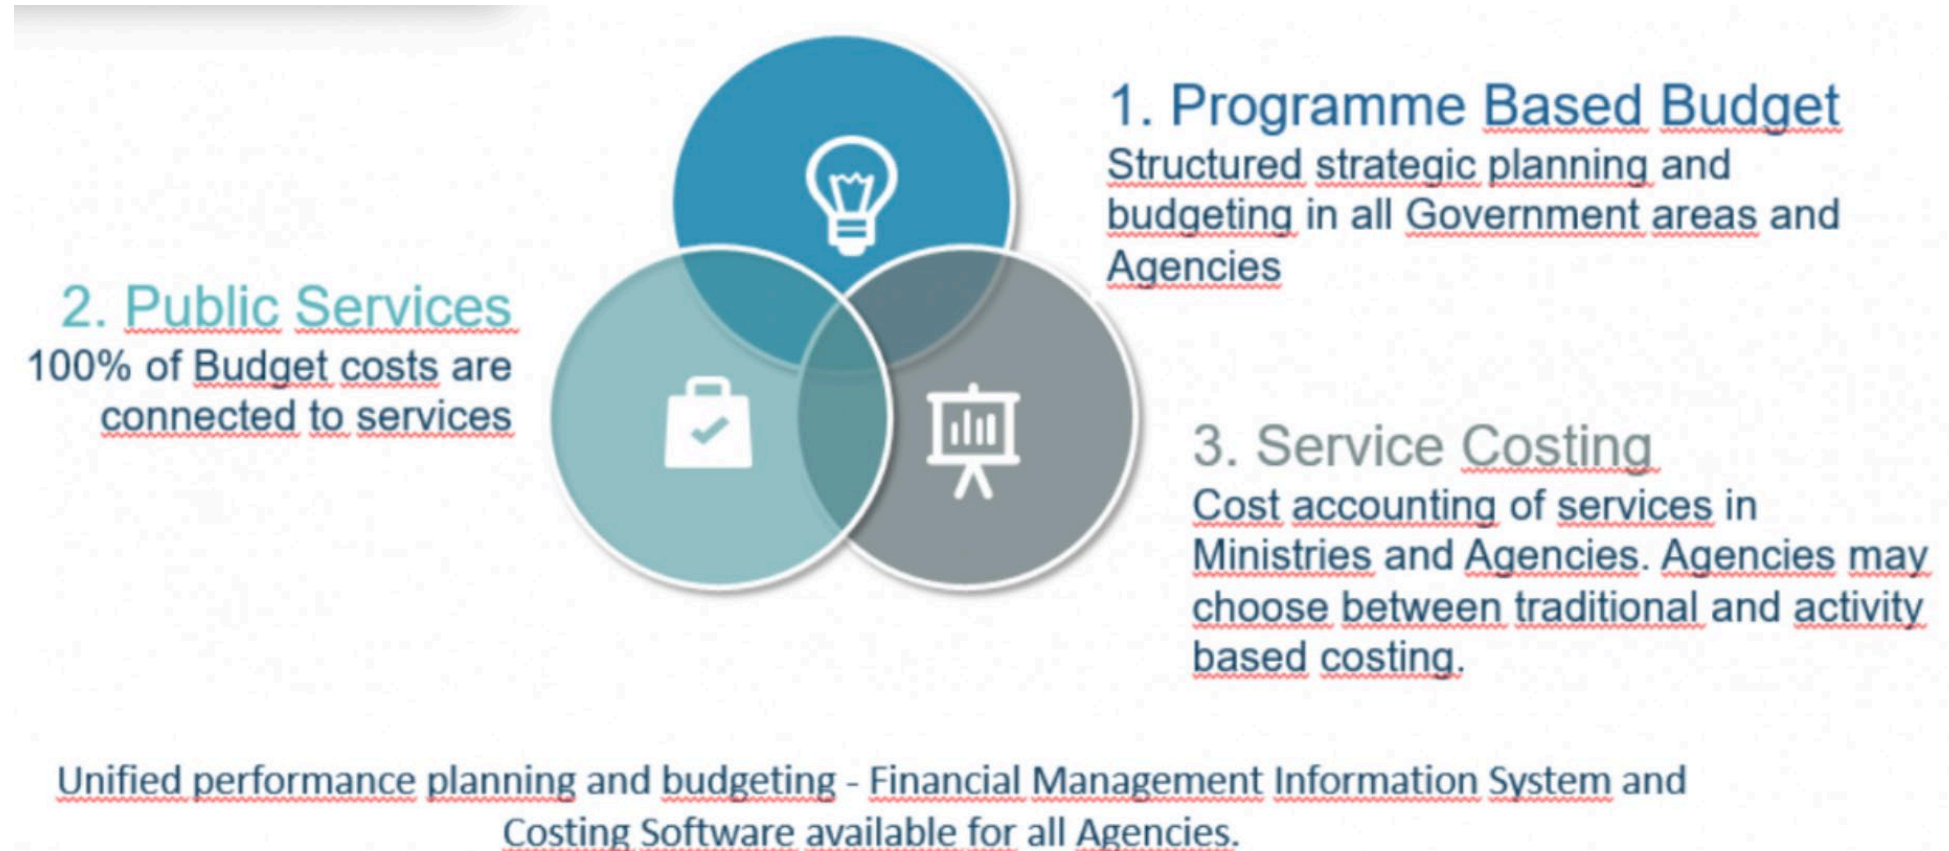 1. Programme Based Budget
Structured strategic planning and
budgeting in all Government areas and
Agencies
2. Public Services
100% of Budget costs are
connected to services
3. Service Costing
Cost accounting of services in
Ministries and Agencies. Agencies may
choose between traditional and activity
based costing.
Unified performance planning and budgeting - Financial Management Information System and
Costing Software available for all Agencies.